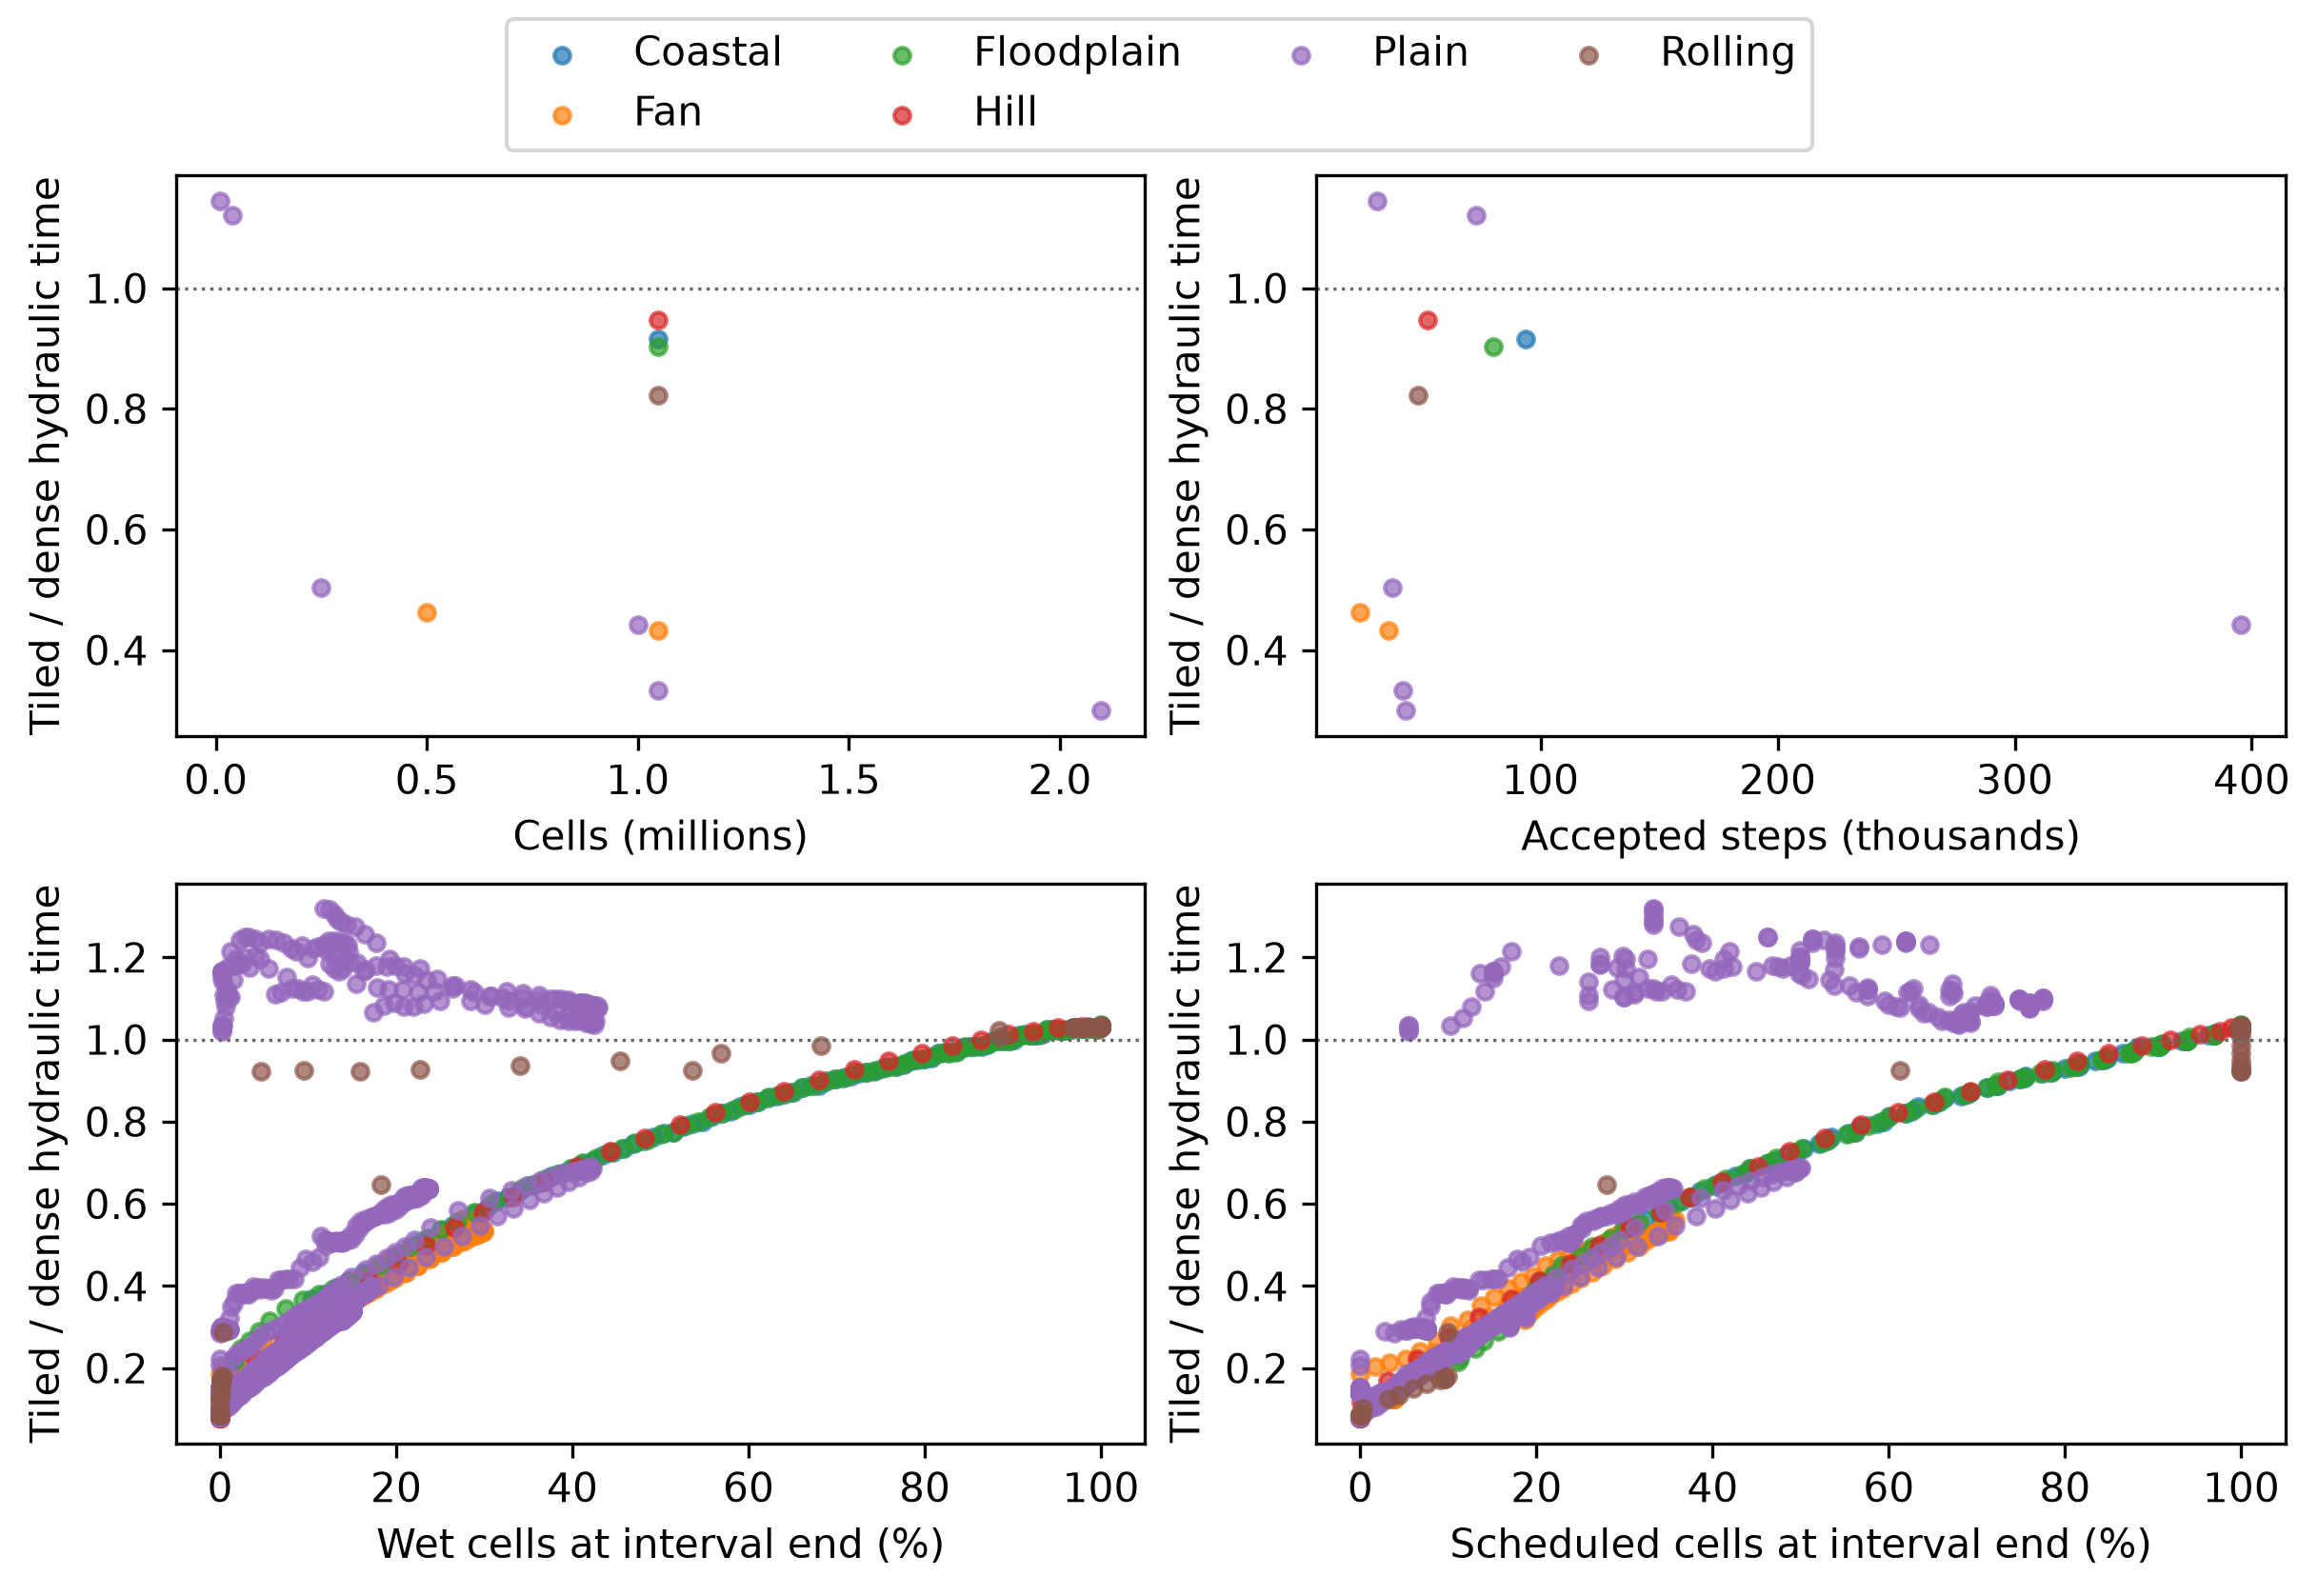 Coastal
Floodplain
Plain
Rolling
Fan
Hill
Tiled / dense hydraulic time
1.0
0.8
0.6
0.4
0.0 0.5 1.0 1.5 2.0
Cells (millions)
Tiled / dense hydraulic time
1.0
0.8
0.6
0.4
100 200 300 400
Accepted steps (thousands)
Tiled / dense hydraulic time
1.2
1.0
0.8
0.6
0.4
0.2
0 20 40 60 80 100
Wet cells at interval end (%)
Tiled / dense hydraulic time
1.2
1.0
0.8
0.6
0.4
0.2
0 20 40 60 80 100
Scheduled cells at interval end (%)